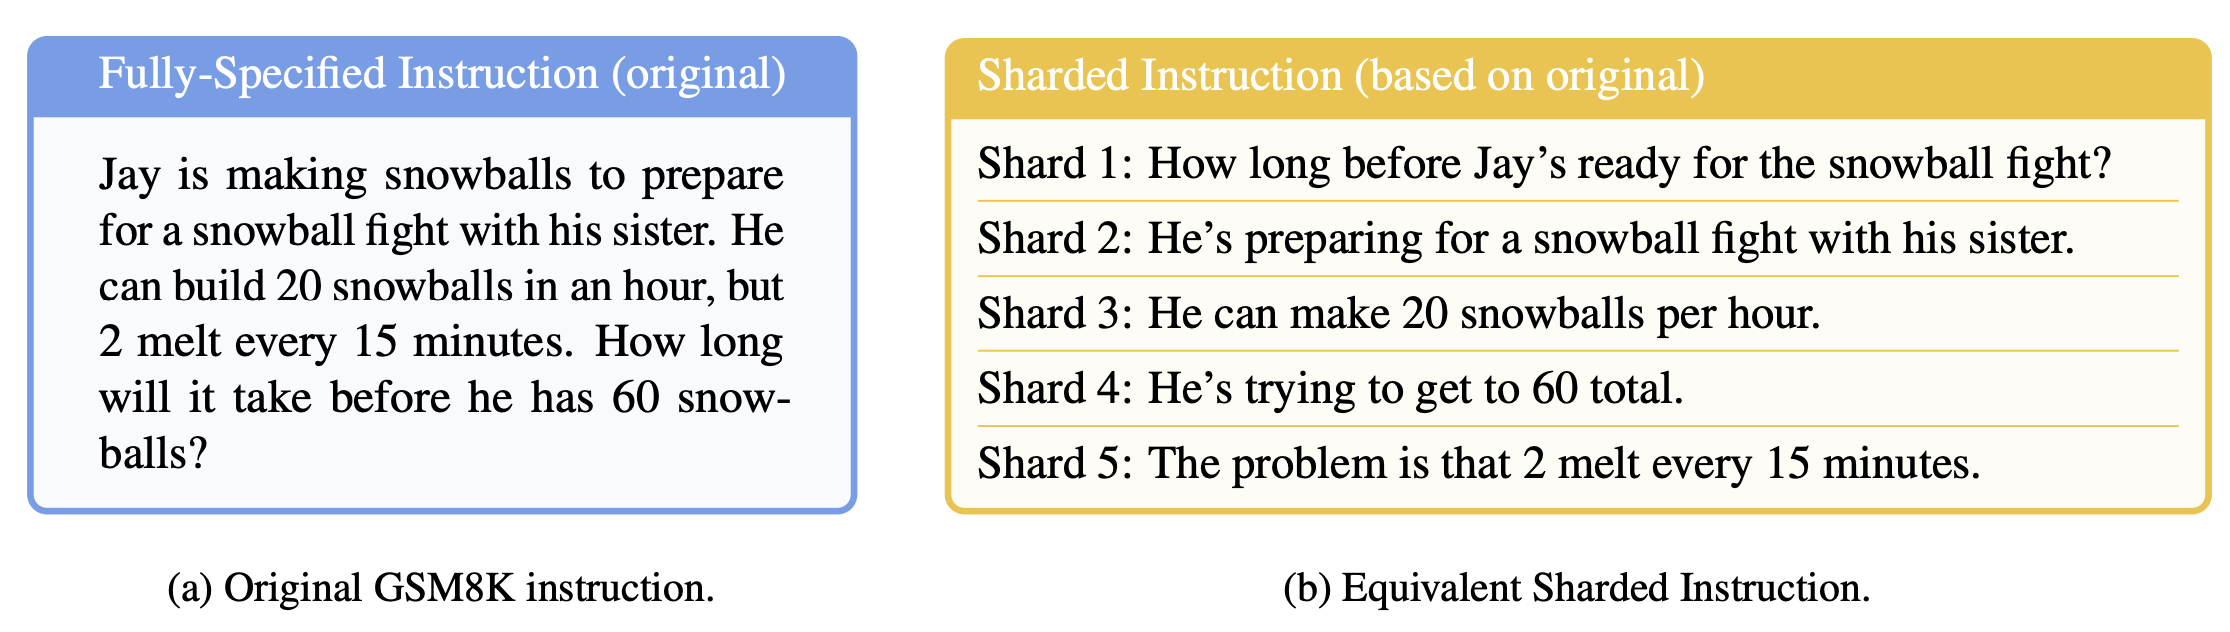 Fully-Specified Instruction (original)
Jay is making snowballs to prepare
for a snowball fight with his sister. He
can build 20 snowballs in an hour, but
2 melt every 15 minutes. How long
will it take before he has 60 snow-
balls?
(a) Original GSM8K instruction.
Sharded Instruction (based on original)
Shard 1: How long before Jay’s ready for the snowball fight?
Shard 2: He’s preparing for a snowball fight with his sister.
Shard 3: He can make 20 snowballs per hour.
Shard 4: He’s trying to get to 60 total.
Shard 5: The problem is that 2 melt every 15 minutes.
(b) Equivalent Sharded Instruction.